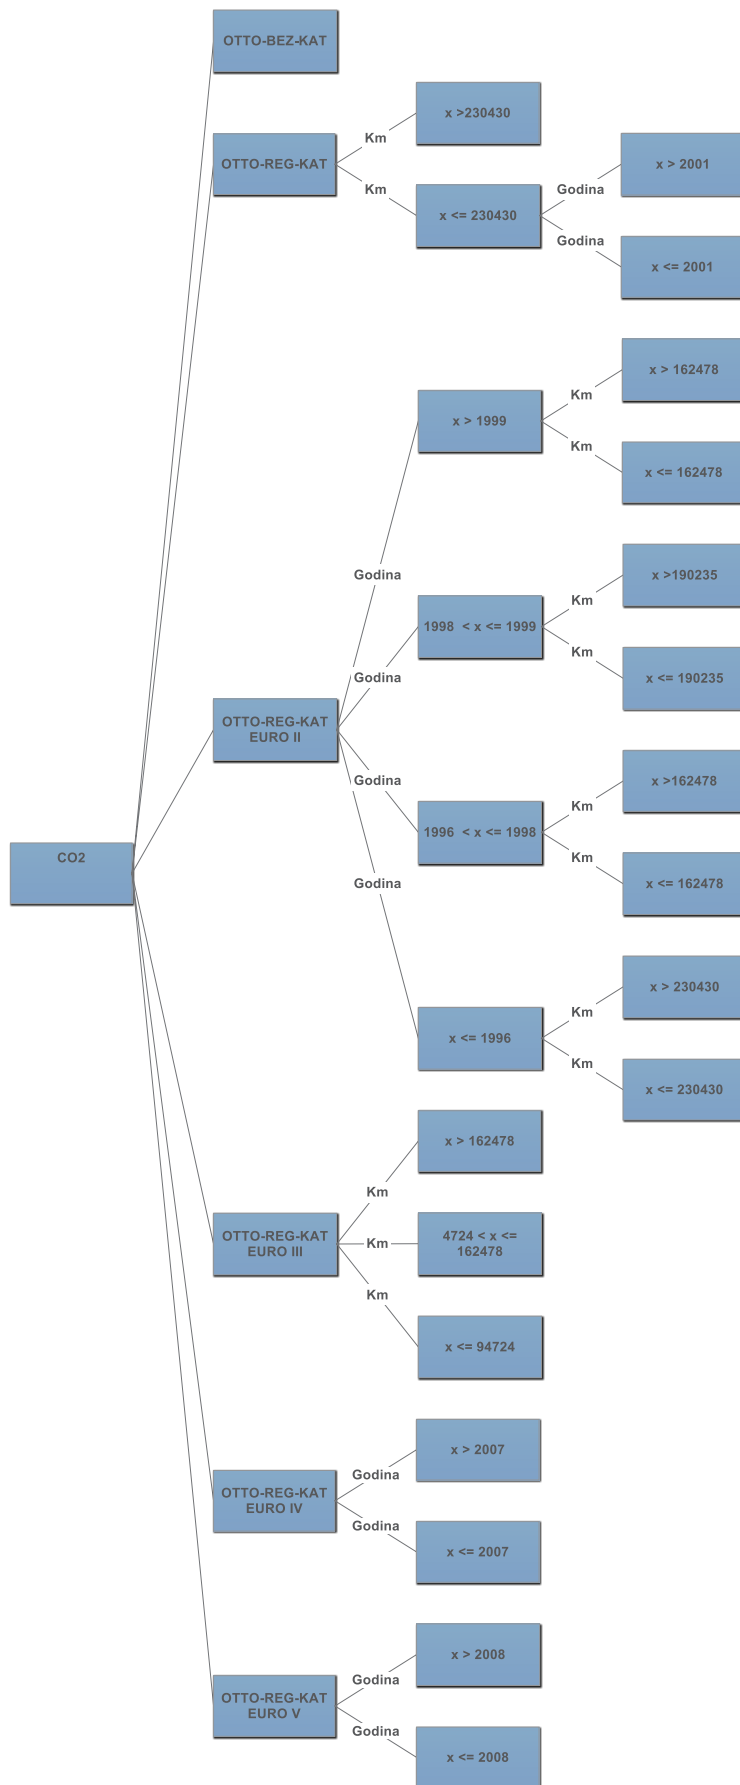 OTTO-BEZ-KAT
x >230430
Km
OTTO-REG-KAT
x > 2001
Km
Godina
x <= 230430
Godina
x <= 2001
x > 162478
Km
x > 1999
Km
x <= 162478
x >190235
Godina
Km
1998 < x <= 1999
Km
Godina
x <= 190235
OTTO-REG-KAT
EURO II
x >162478
Godina
Km
1996 < x <= 1998
Km
CO2
x <= 162478
Godina
x > 230430
Km
x <= 1996
Km
x <= 230430
x > 162478
Km
OTTO-REG-KAT
EURO III
Km
4724 < x <=
162478
Km
x <= 94724
x > 2007
Godina
OTTO-REG-KAT
EURO IV
Godina
x <= 2007
x > 2008
Godina
OTTO-REG-KAT
EURO V
Godina
x <= 2008